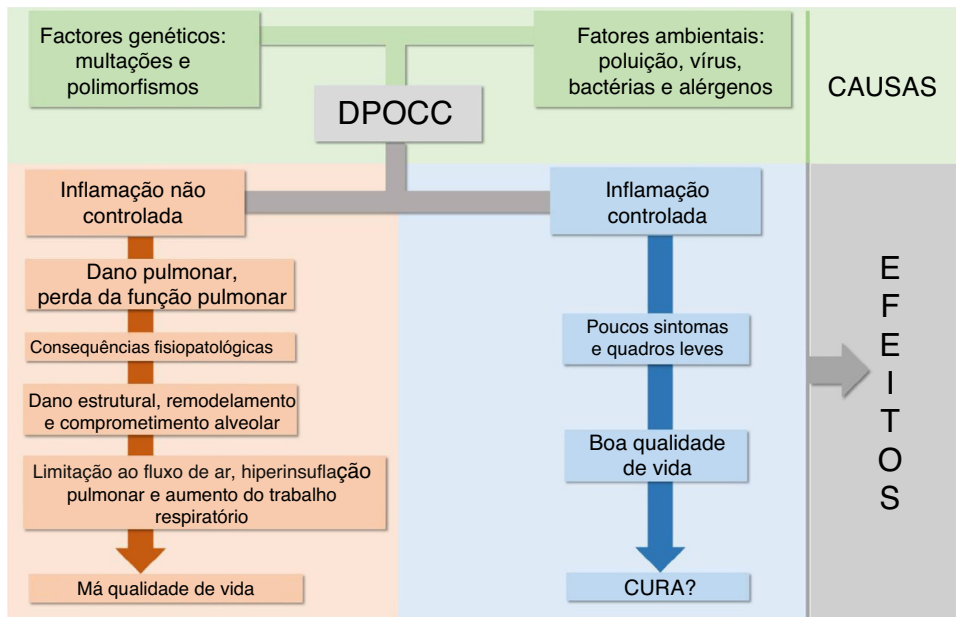 Factores genéticos:
multações e
polimorfismos
Fatores ambientais:
poluição, vírus,
bactérias e alérgenos
CAUSAS
DPOCC
Inflamação não
controlada
Inflamação
controlada
Dano pulmonar,
perda da função pulmonar
Consequências fisiopatológicas
Dano estrutural, remodelamento
e comprometimento alveolar
Limitação ao fluxo de ar, hiperinsuflação
pulmonar e aumento do trabalho
respiratório
Má qualidade de vida
Poucos sintomas
e quadros leves
Boa qualidade
de vida
CURA?
E
F
E
I
T
O
S